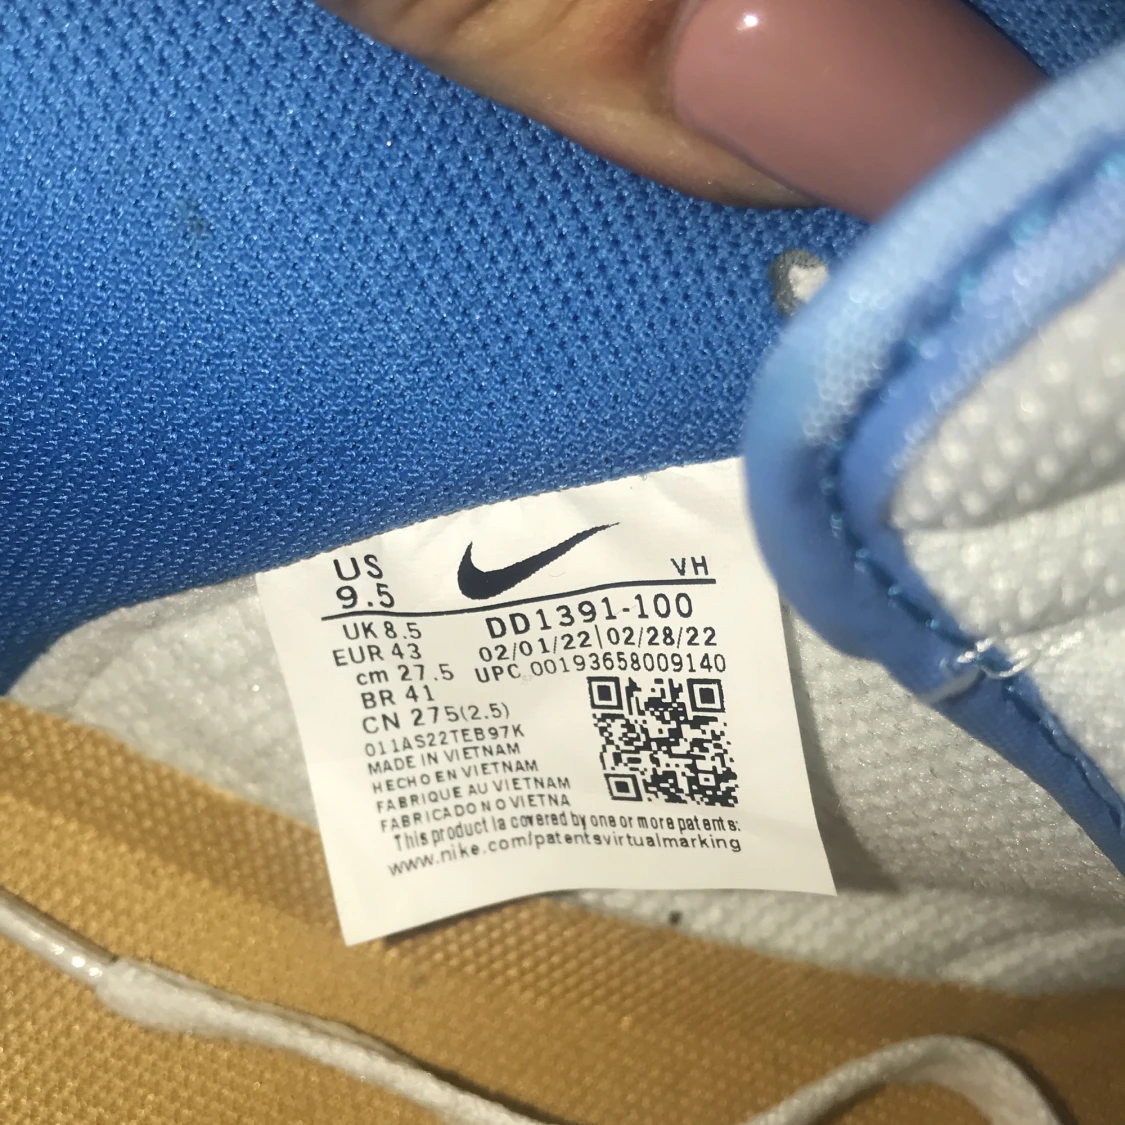 US
9.5
VH
UK 8.5
EUR 43
cm 27.5
BR 41
CN 275(2.5)
DD1391-100
02/01/22|02/28/22
UPC 00193658009140
011AS22TEB97K
MADE IN VIETNAM
HECHO EN VIETNAM
FABRIQUE AU VIETNAM
FABRICADO NO VIETNA
This product la covered by one or more patents:
www.nike.com/patentsvirtualmarking